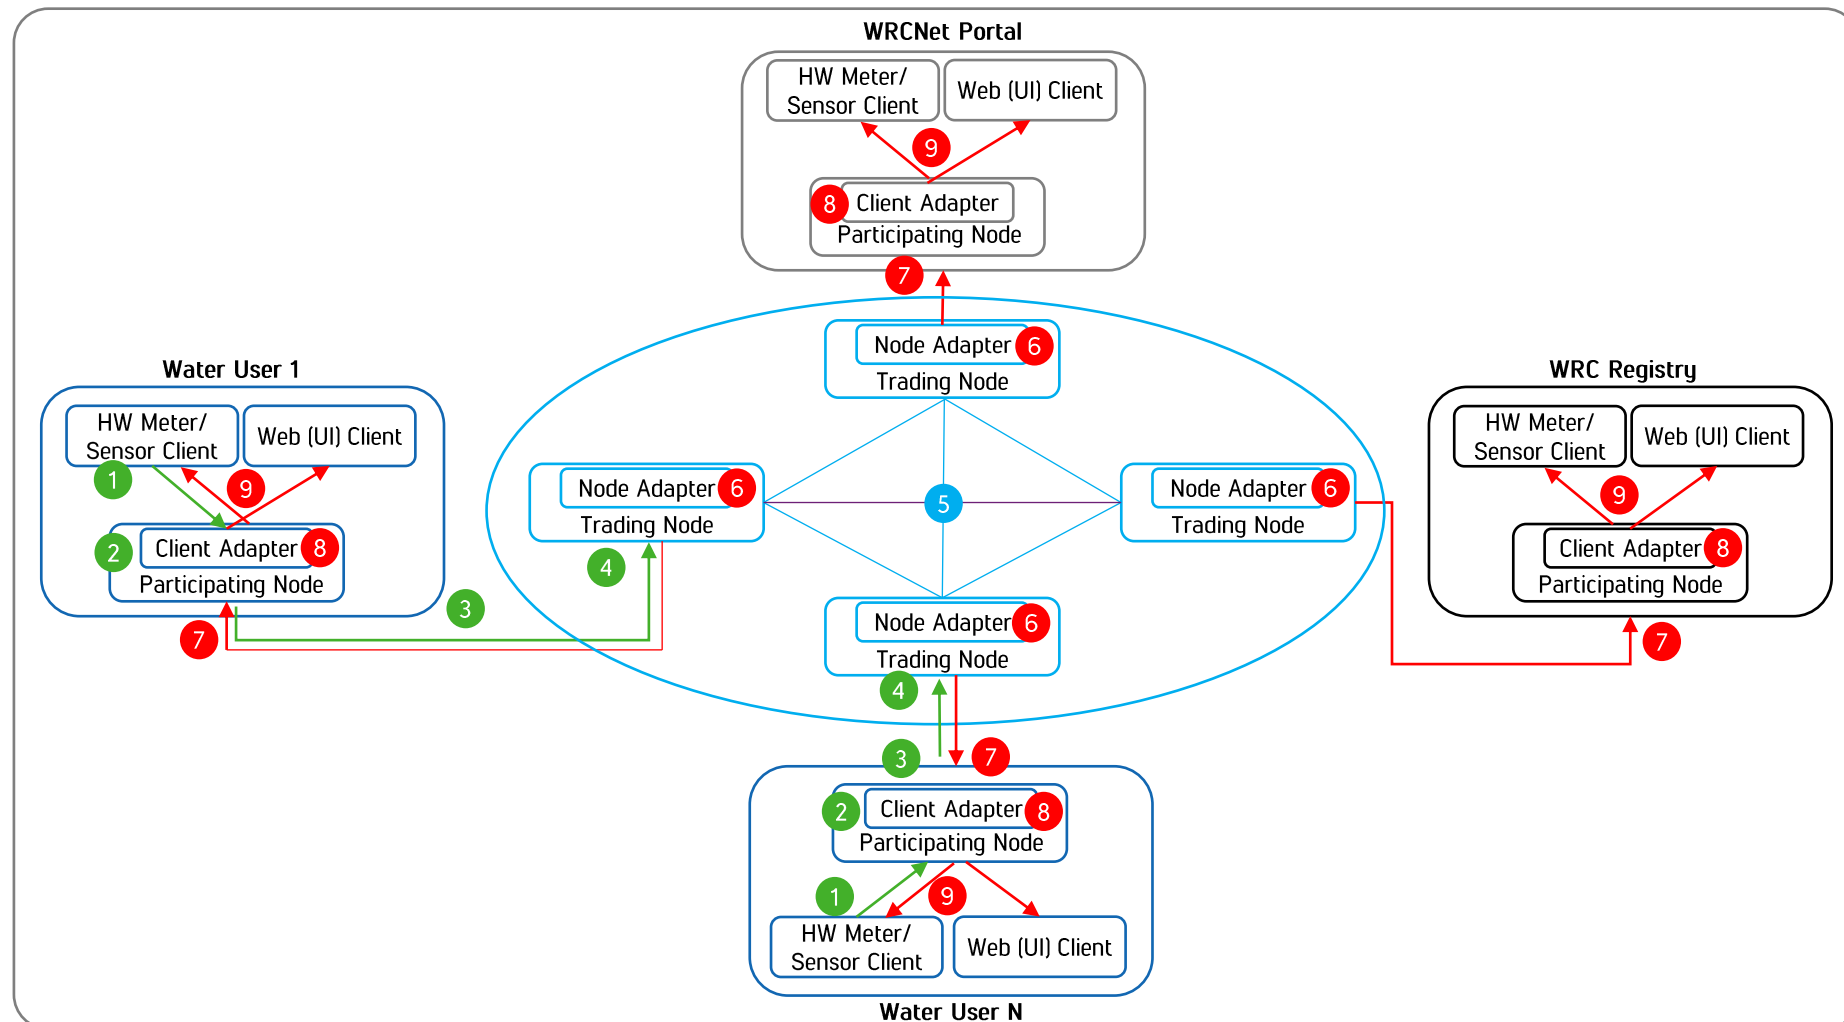 WRCNet Portal
HW Meter/
Sensor Client
Web (UI) Client
9
8
Client Adapter
Participating Node
7
Node Adapter
6
Trading Node
Water User 1
HW Meter/
Sensor Client
Web (UI) Client
1
9
2
Client Adapter
8
Participating Node
3
7
Node Adapter
6
Trading Node
4
5
Node Adapter
6
Trading Node
WRC Registry
HW Meter/
Sensor Client
Web (UI) Client
9
Client Adapter
8
Participating Node
7
Node Adapter
6
Trading Node
4
3
7
2
Client Adapter
8
Participating Node
1
9
HW Meter/
Sensor Client
Web (UI) Client
Water User N